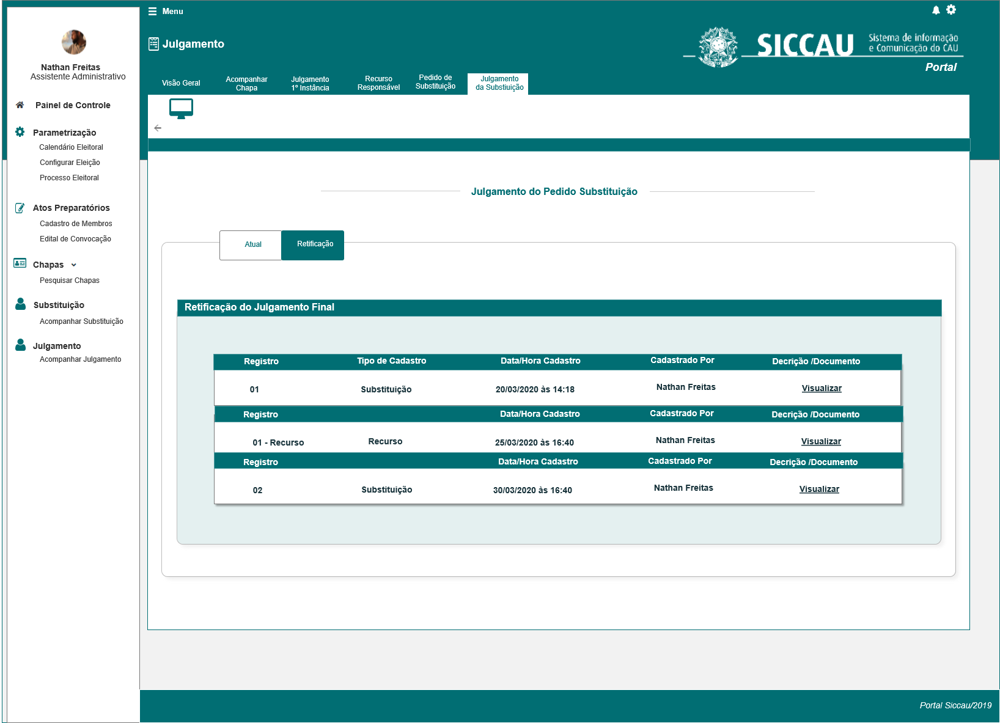 Menu
Julgamento
SICCAU
Sistema de informação
e Comunicação do CAU
Portal
Nathan Freitas
Assistente Administrativo
Painel de Controle
Parametrização
Calendário Eleitoral
Configurar Eleição
Processo Eleitoral
Atos Preparatórios
Cadastro de Membros
Edital de Convocação
Chapas
Pesquisar Chapas
Substituição
Acompanhar Substituição
Julgamento
Acompanhar Julgamento
Visão Geral
Acompanhar
Chapa
Julgamento
1º Instância
Recurso
Responsável
Pedido de
Substituição
Julgamento
da Substiuição
Julgamento do Pedido Substituição
Atual
Retificação
Retificação do Julgamento Final
Registro Tipo de Cadastro Data/Hora Cadastro Cadastrado Por Decrição /Documento
01 Substituição 20/03/2020 às 14:18 Nathan Freitas Visualizar
Registro Data/Hora Cadastro Cadastrado Por Decrição /Documento
01 - Recurso Recurso 25/03/2020 às 16:40 Nathan Freitas Visualizar
Registro Data/Hora Cadastro Cadastrado Por Decrição /Documento
02 Substituição 30/03/2020 às 16:40 Nathan Freitas Visualizar
Portal Siccau/2019